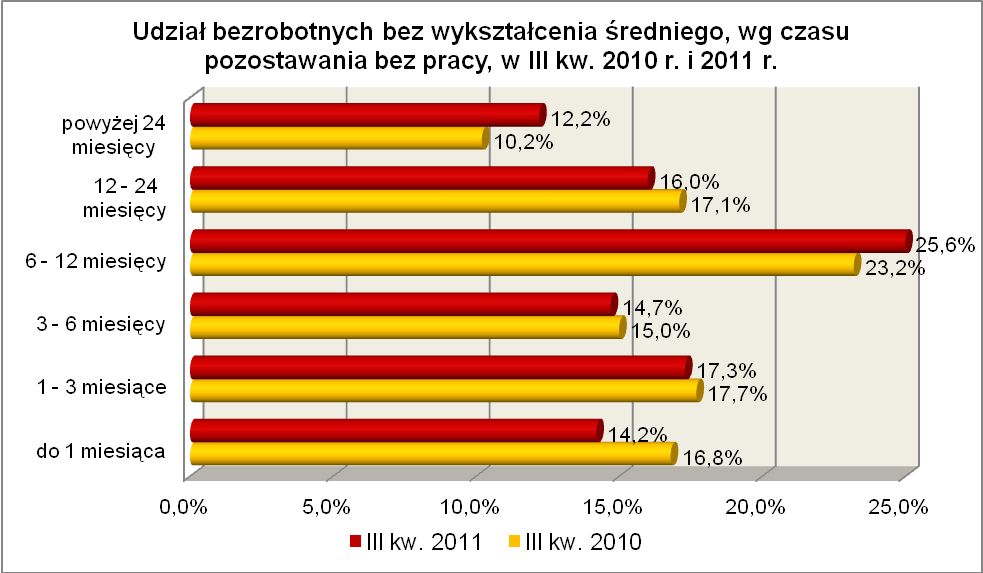 Udział bezrobotnych bez wykształcenia średniego, wg czasu
pozostawania bez pracy, w III kw. 2010 r. i 2011 r.
powyżej 24
miesięcy
12,2%
10,2%
12 - 24
miesięcy
16,0%
17,1%
6 - 12 miesięcy
25,6%
23,2%
3 - 6 miesięcy
14,7%
15,0%
1 - 3 miesiące
17,3%
17,7%
do 1 miesiąca
14,2%
16,8%
0,0% 5,0% 10,0% 15,0% 20,0% 25,0%
III kw. 2011 III kw. 2010